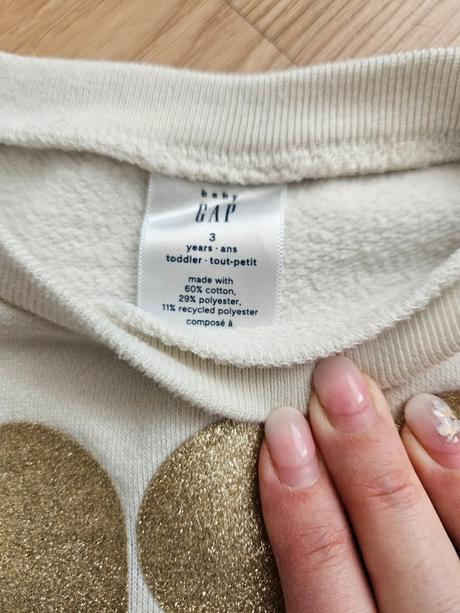 baby
GAP
3
years · ans
toddler · tout-petit
made with
60% cotton,
29% polyester,
11% recycled polyester
composé à